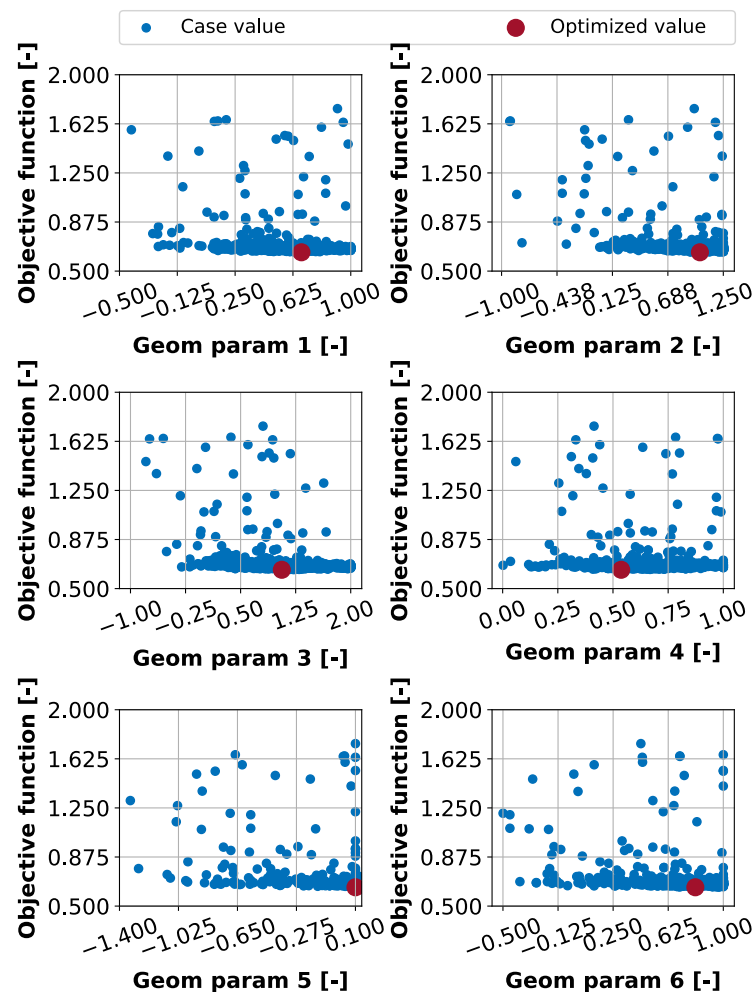 Case value Optimized value
Objective function [-] Objective function [-]
2.000 2.000
1.625 1.625
1.250 1.250
0.875 0.875
0.500 0.500
−0.500 −0.125 0.250 0.625 1.000 −1.000 −0.438 0.125 0.688 1.250
Geom param 1 [-] Geom param 2 [-]
Objective function [-] Objective function [-]
2.000 2.000
1.625 1.625
1.250 1.250
0.875 0.875
0.500 0.500
−1.00 −0.25 0.50 1.25 2.00 0.00 0.25 0.50 0.75 1.00
Geom param 3 [-] Geom param 4 [-]
Objective function [-] Objective function [-]
2.000 2.000
1.625 1.625
1.250 1.250
0.875 0.875
0.500 0.500
−1.400 −1.025 −0.650 −0.275 0.100 −0.500 −0.125 0.250 0.625 1.000
Geom param 5 [-] Geom param 6 [-]